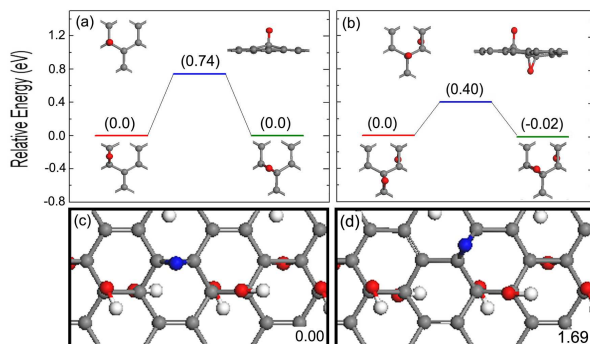 (a)
(b)
Relative Energy (eV)
1.2
0.8
0.4
0.0
-0.4
-0.8
(0.74)
(0.0)
(0.0)
(0.40)
(0.0)
(-0.02)
(c)
(d)
0.00
1.69